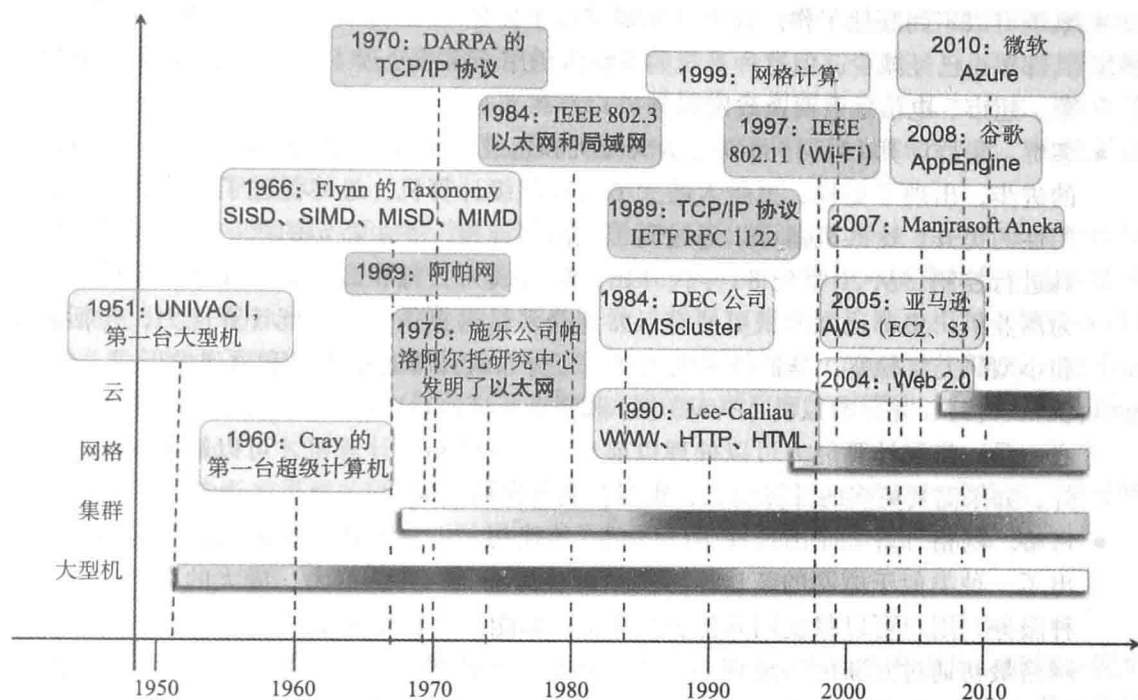 1970：DARPA 的
TCP/IP 协议
2010：微软
Azure
1999：网格计算
1984：IEEE 802.3
以太网和局域网
1997：IEEE
802.11 (Wi-Fi)
2008：谷歌
AppEngine
1966：Flynn 的 Taxonomy
SISD、SIMD、MISD、MIMD
1989：TCP/IP 协议
IETF RFC 1122
2007：Manjrasoft Aneka
1969：阿帕网
1951：UNIVAC I,
第一台大型机
1984：DEC 公司
VMScluster
2005：亚马逊
AWS (EC2、S3)
1975：施乐公司帕
洛阿尔托研究中心
发明了以太网
2004：Web 2.0
云
1990：Lee-Calliau
WWW、HTTP、HTML
1960：Cray 的
第一台超级计算机
网格
集群
大型机
1950
1960
1970
1980
1990
2000
2010